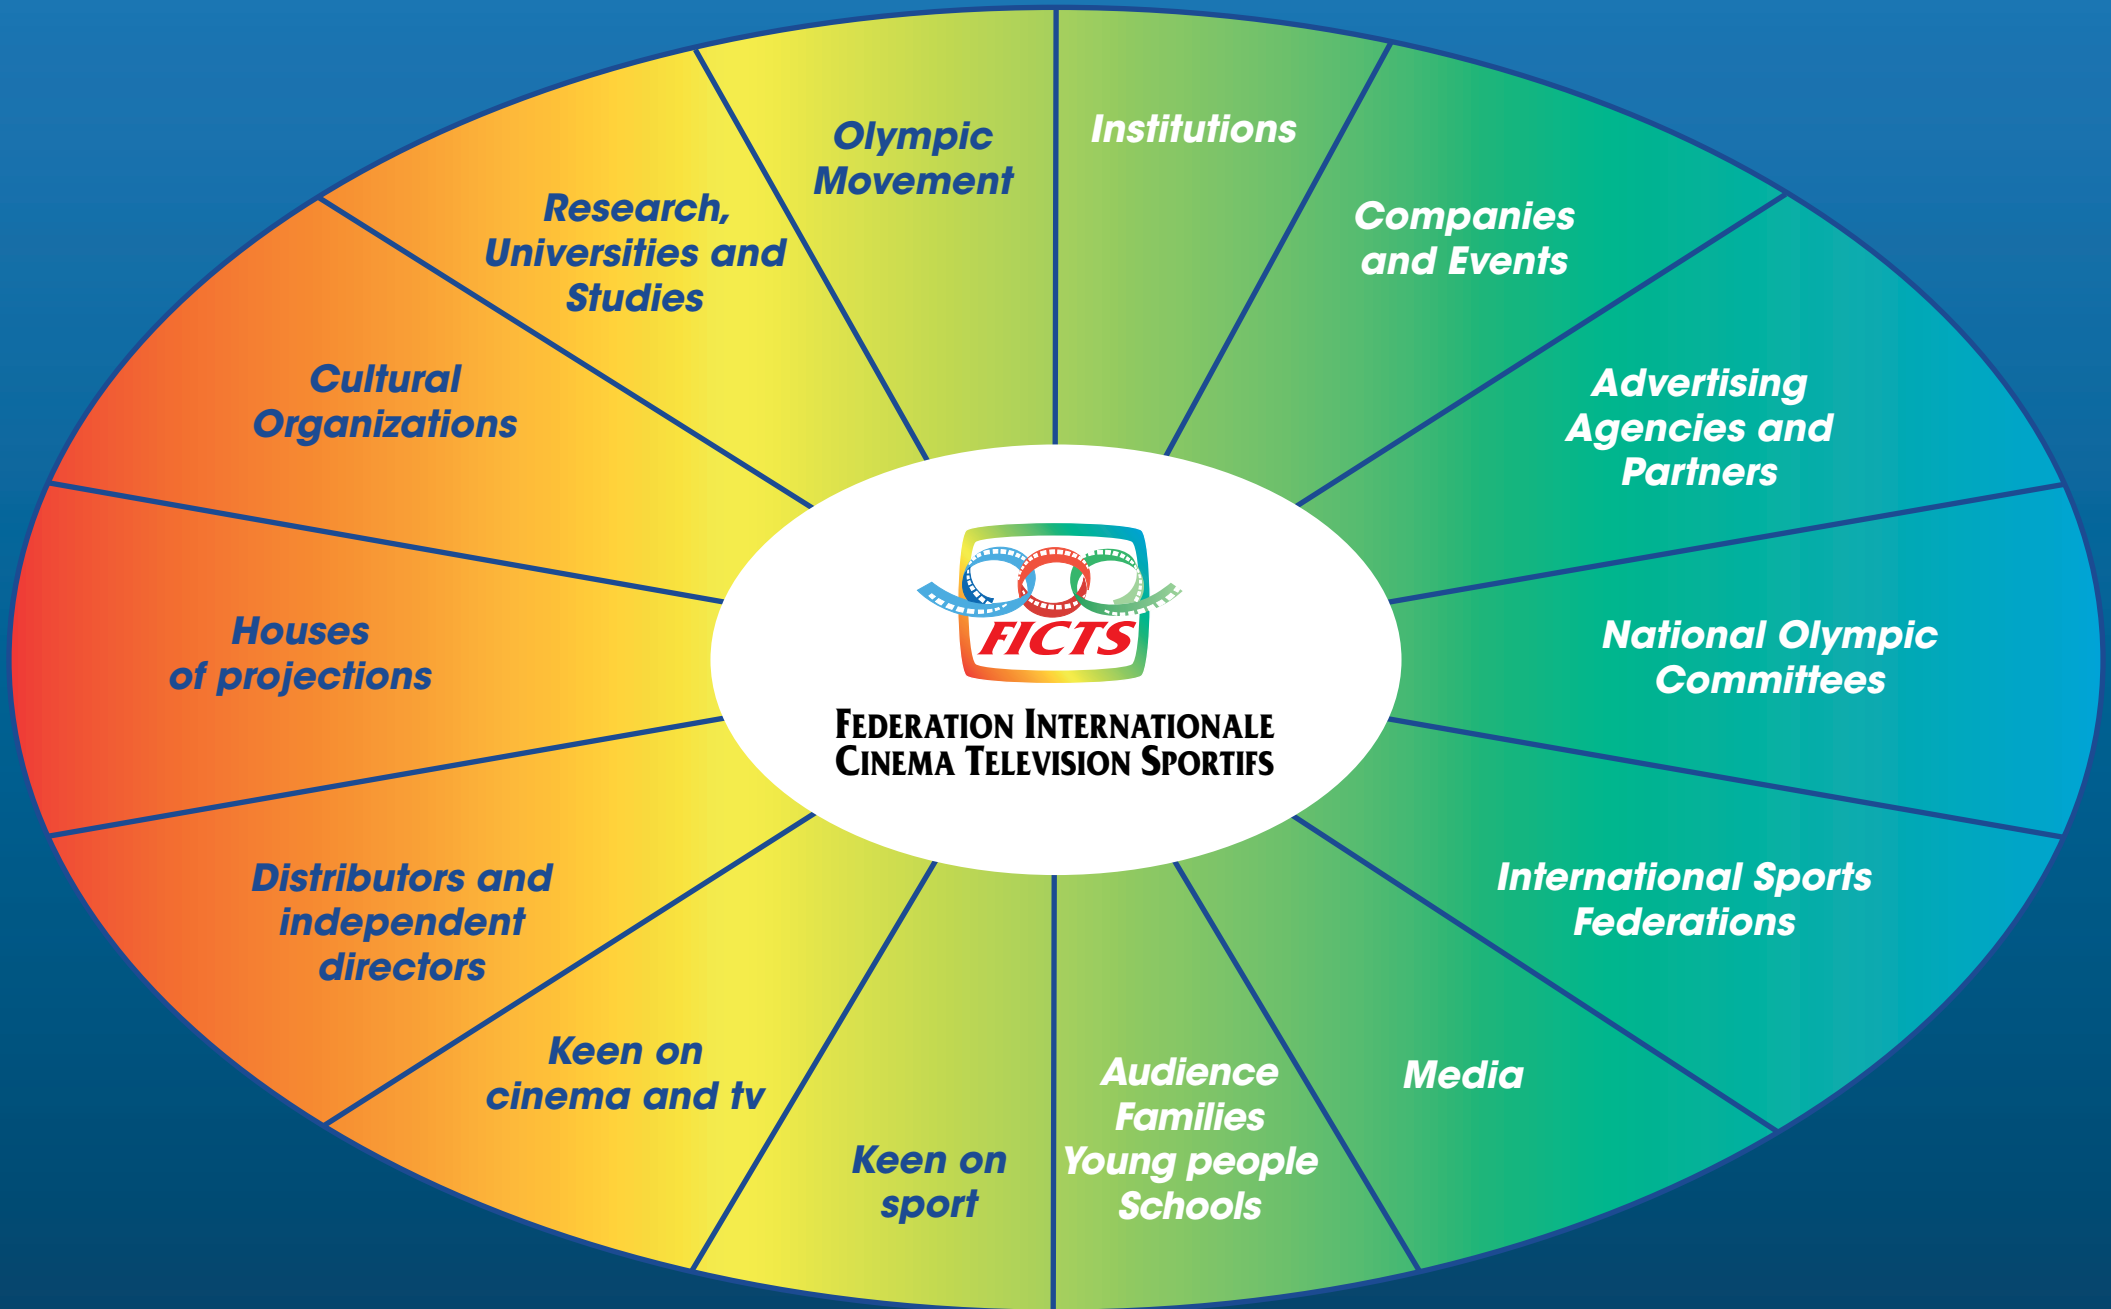 Olympic
Movement
Institutions
Companies
and Events
Advertising
Agencies and
Partners
National Olympic
Committees
International Sports
Federations
Media
Audience
Families
Young people
Schools
Keen on
sport
Keen on
cinema and tv
Distributors and
independent
directors
Houses
of projections
Cultural
Organizations
Research,
Universities and
Studies
FICTS
FEDERATION INTERNATIONALE
CINEMA TELEVISION SPORTIFS